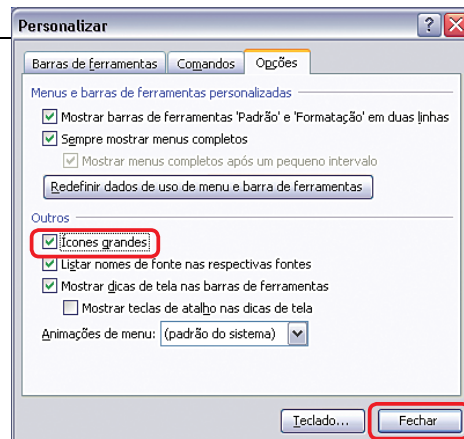 Personalizar
Barras de ferramentas Comandos Opções
Menus e barras de ferramentas personalizadas
Mostrar barras de ferramentas 'Padrão' e 'Formatação' em duas linhas
Sempre mostrar menus completos
Mostrar menus completos após um pequeno intervalo
Redefinir dados de uso de menu e barra de ferramentas
Outros
Ícones grandes
Listar nomes de fonte nas respectivas fontes
Mostrar dicas de tela nas barras de ferramentas
Mostrar teclas de atalho nas dicas de tela
Animações de menu: (padrão do sistema)
Teclado... Fechar